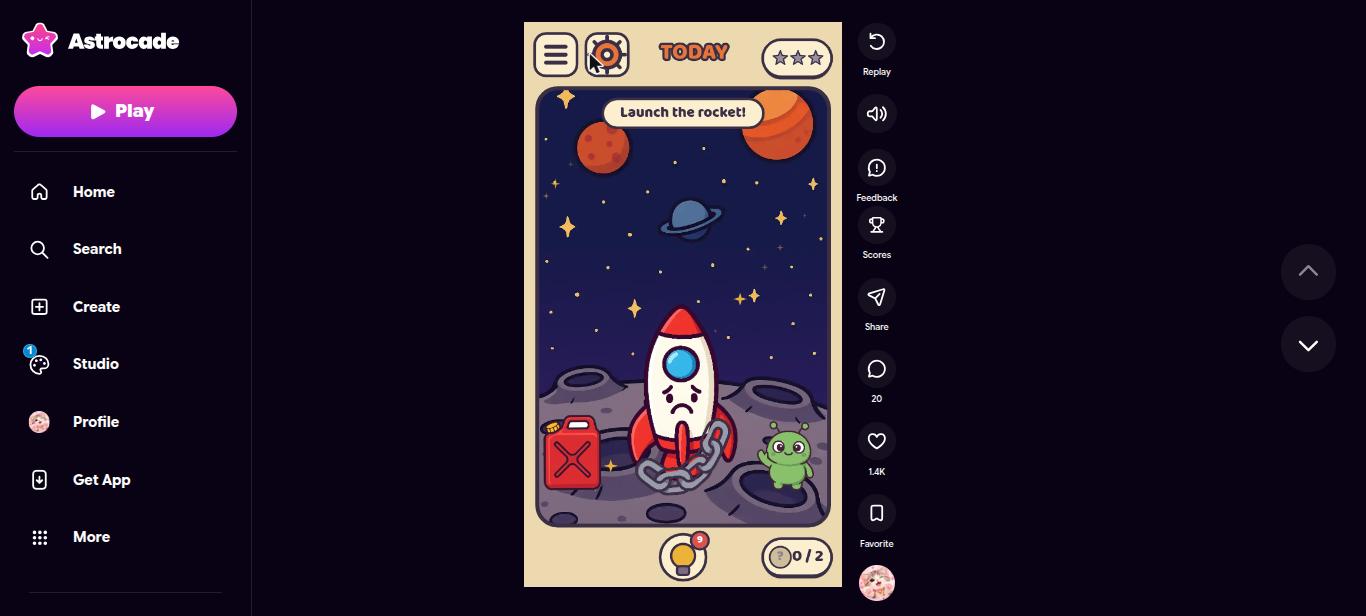 Astrocade
Play
Home
Search
Create
1
Studio
Profile
Get App
More
TODAY
Launch the rocket!
9
? 0 / 2
Replay
Feedback
Scores
Share
20
1.4K
Favorite